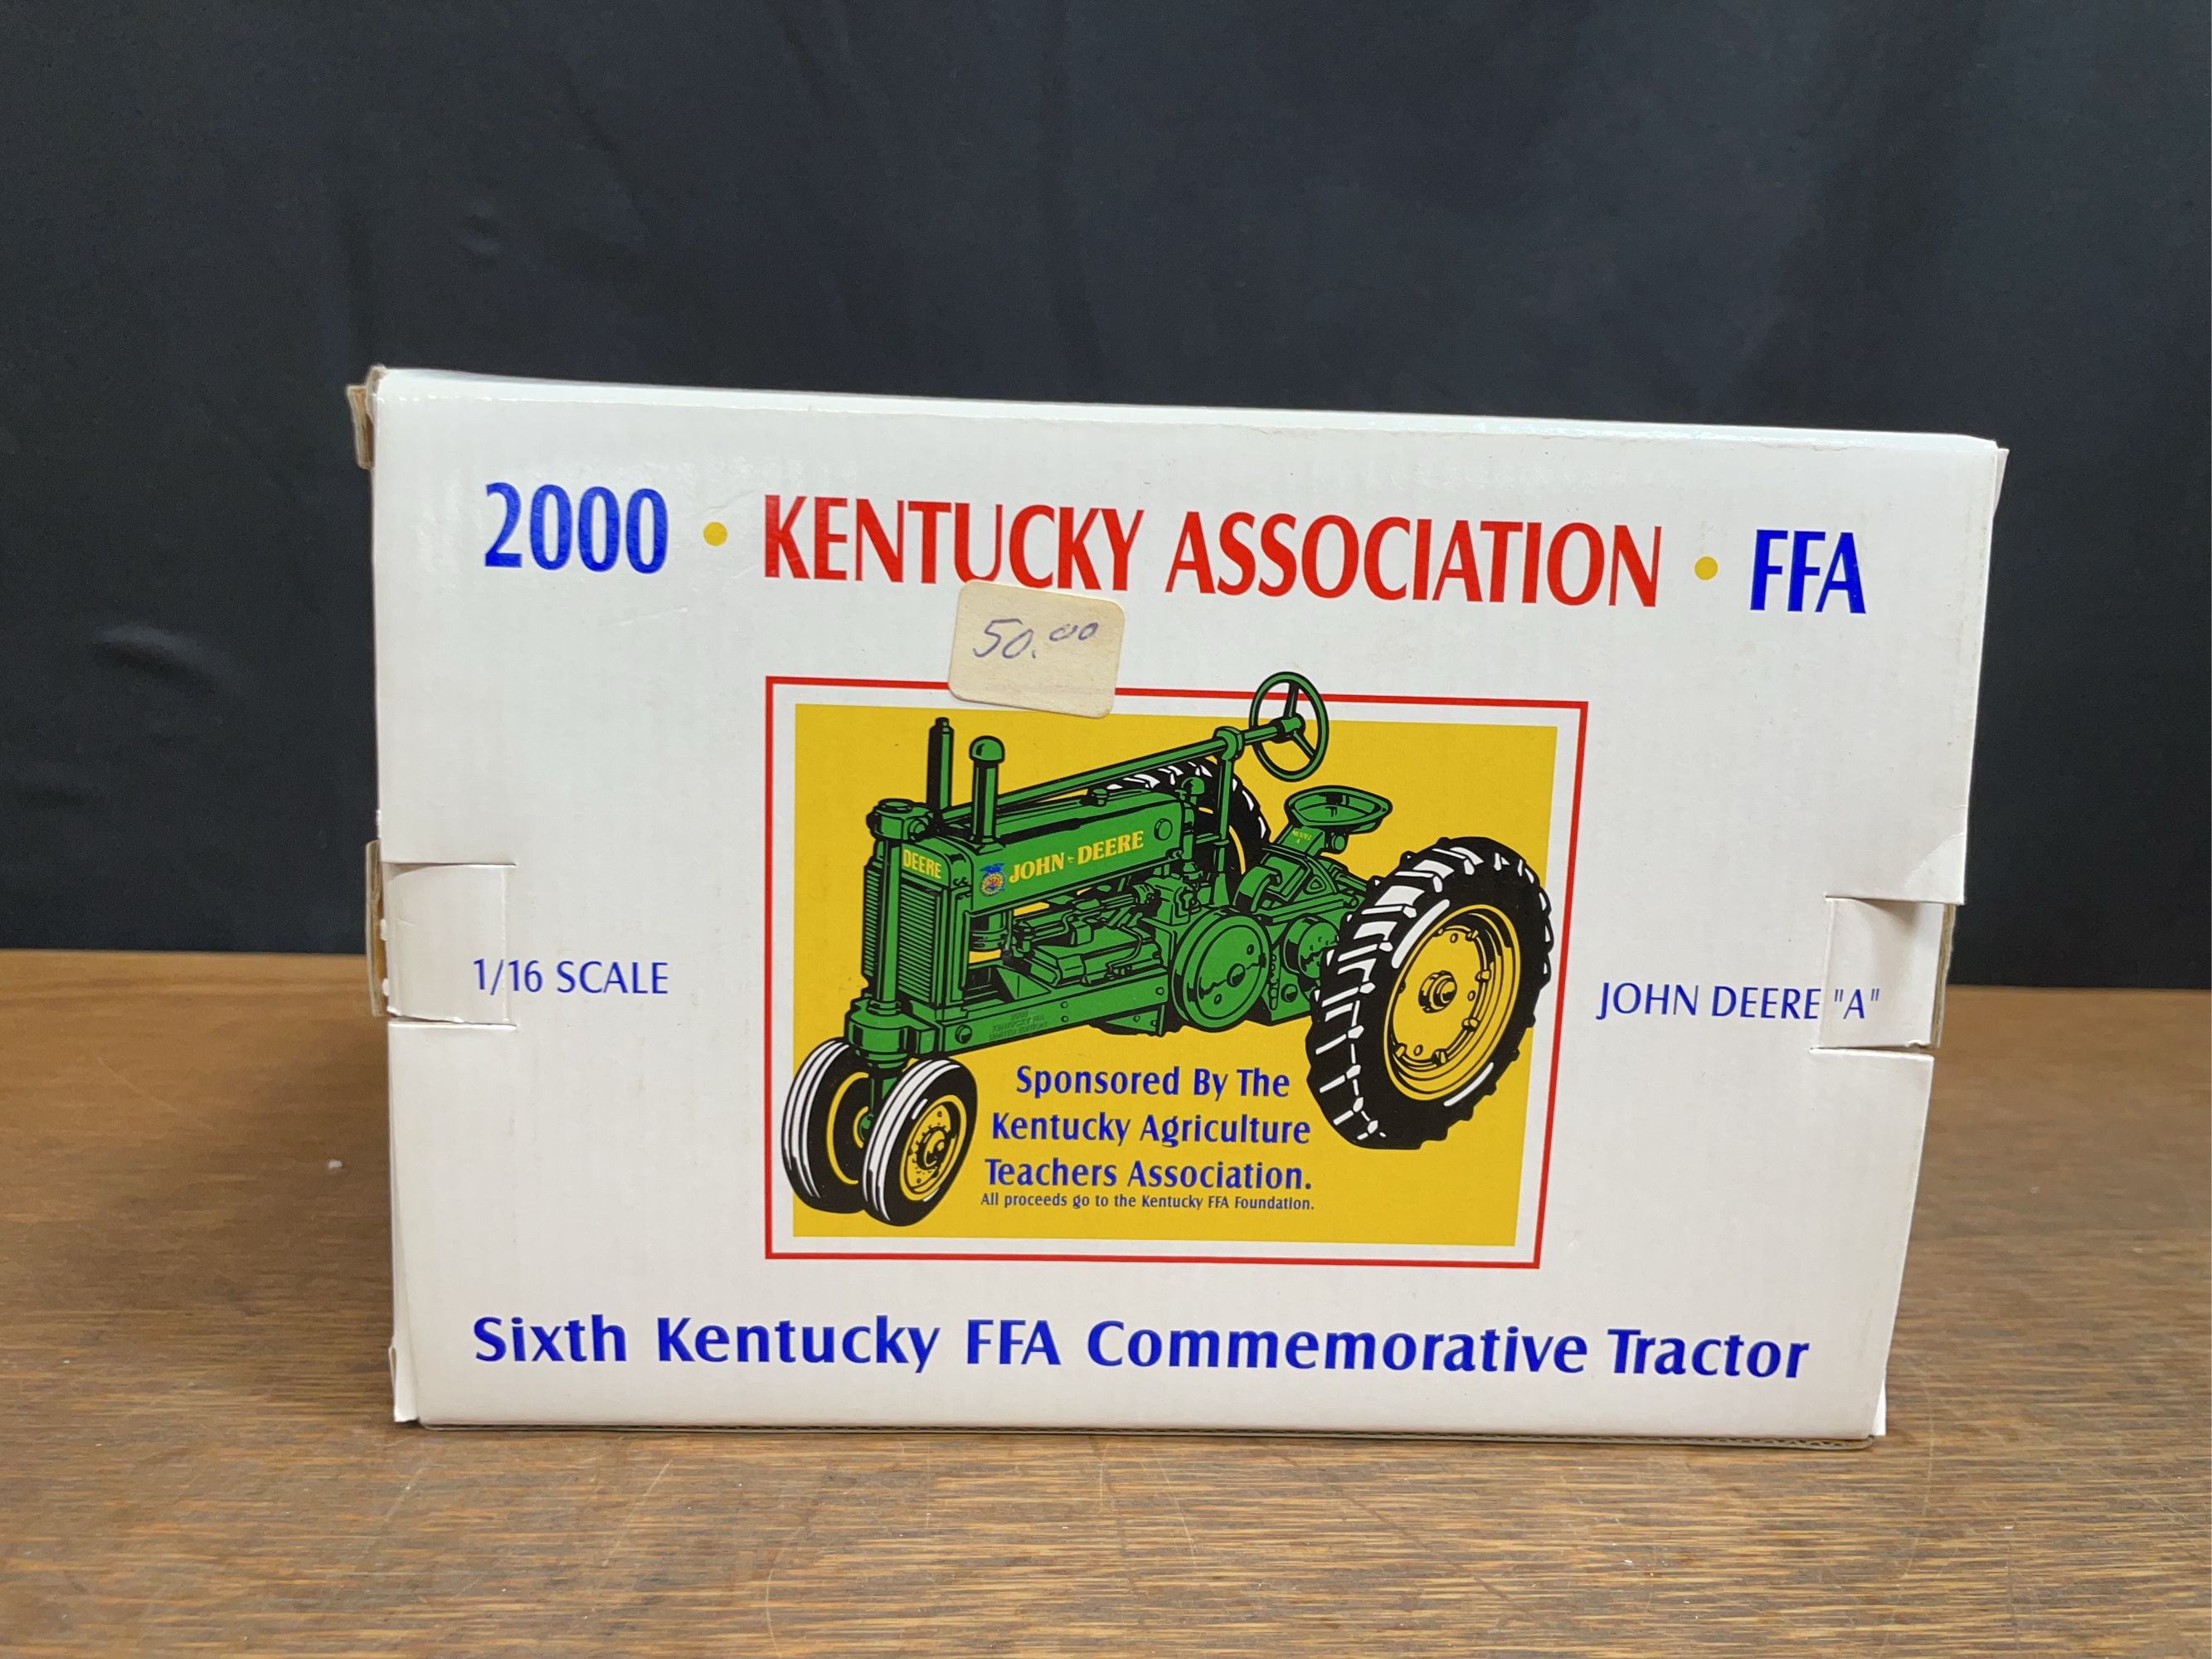 2000 • KENTUCKY ASSOCIATION • FFA
50.00
DEERE
JOHN DEERE
MODEL
A
1/16 SCALE
JOHN DEERE "A"
Sponsored By The
Kentucky Agriculture
Teachers Association.
All proceeds go to the Kentucky FFA Foundation.
Sixth Kentucky FFA Commemorative Tractor